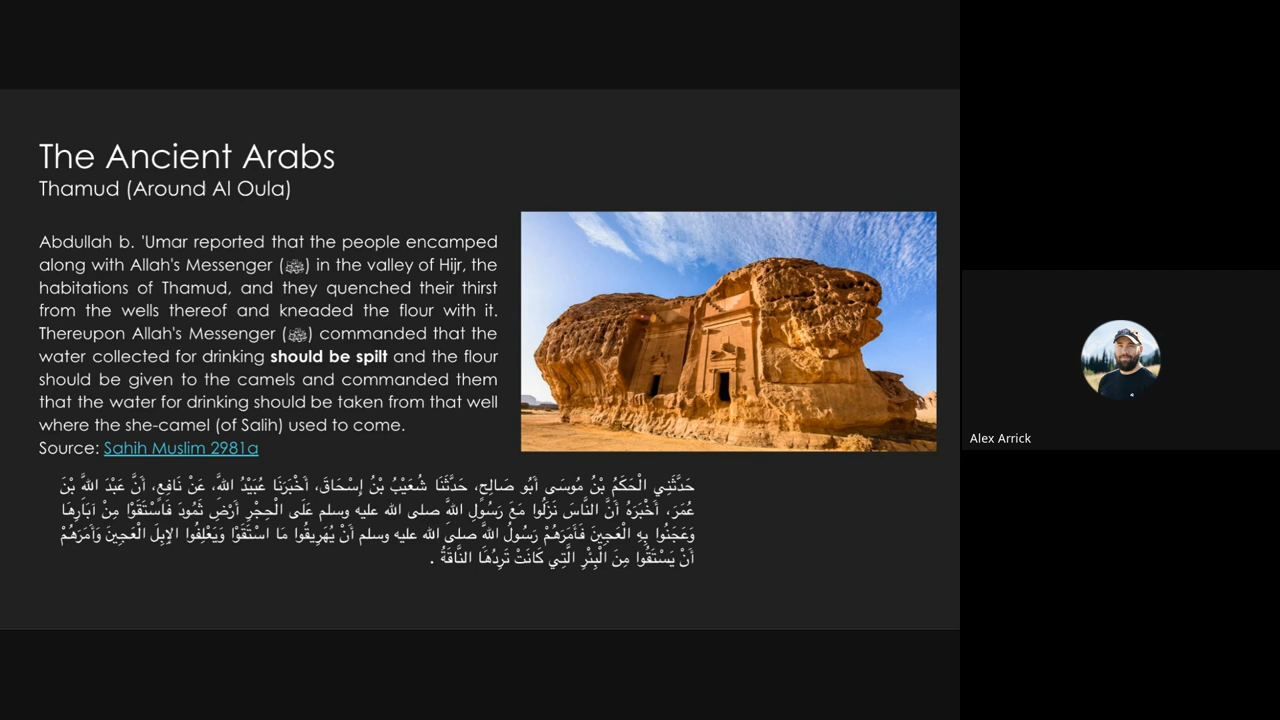 The Ancient Arabs
Thamud (Around Al Oula)
Abdullah b. 'Umar reported that the people encamped
along with Allah's Messenger (ﷺ) in the valley of Hijr, the
habitations of Thamud, and they quenched their thirst
from the wells thereof and kneaded the flour with it.
Thereupon Allah's Messenger (ﷺ) commanded that the
water collected for drinking should be spilt and the flour
should be given to the camels and commanded them
that the water for drinking should be taken from that well
where the she-camel (of Salih) used to come.
Source: Sahih Muslim 2981a
حَدَّثَنِي الْحَكَمُ بْنُ مُوسَى أَبُو صَالِحٍ، حَدَّثَنَا شُعَيْبُ بْنُ إِسْحَاقَ، أَخْبَرَنَا عُبَيْدُ اللَّهِ، عَنْ نَافِعٍ، أَنَّ عَبْدَ اللَّهِ بْنَ
عُمَرَ، أَخْبَرَهُ أَنَّ النَّاسَ نَزَلُوا مَعَ رَسُولِ اللَّهِ صلى الله عليه وسلم عَلَى الْحِجْرِ أَرْضِ ثَمُودَ فَاسْتَقَوْا مِنْ آبَارِهَا
وَعَجَنُوا بِهِ الْعَجِينَ فَأَمَرَهُمْ رَسُولُ اللَّهِ صلى الله عليه وسلم أَنْ يُهَرِيقُوا مَا اسْتَقَوْا وَيَعْلِفُوا الإِبِلَ الْعَجِينَ وَأَمَرَهُمْ
أَنْ يَسْتَقُوا مِنَ الْبِئْرِ الَّتِي كَانَتْ تَرِدُهَا النَّاقَةُ .
Alex Arrick